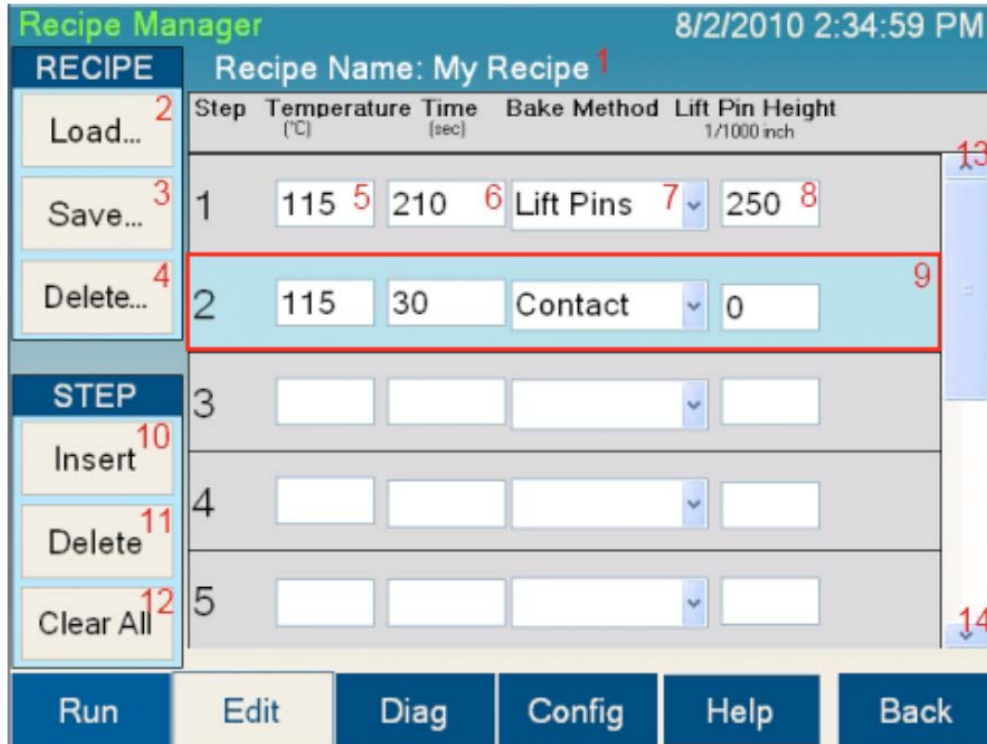 Recipe Manager 8/2/2010 2:34:59 PM
RECIPE Recipe Name: My Recipe 1
Load... 2
Save... 3
Delete... 4
Step Temperature Time Bake Method Lift Pin Height
(°C) (sec) 1/1000 inch
13
1 115 5 210 6 Lift Pins 7 250 8
2 115 30 Contact 0 9
3
4
5
14
STEP
Insert 10
Delete 11
Clear All 12
Run Edit Diag Config Help Back